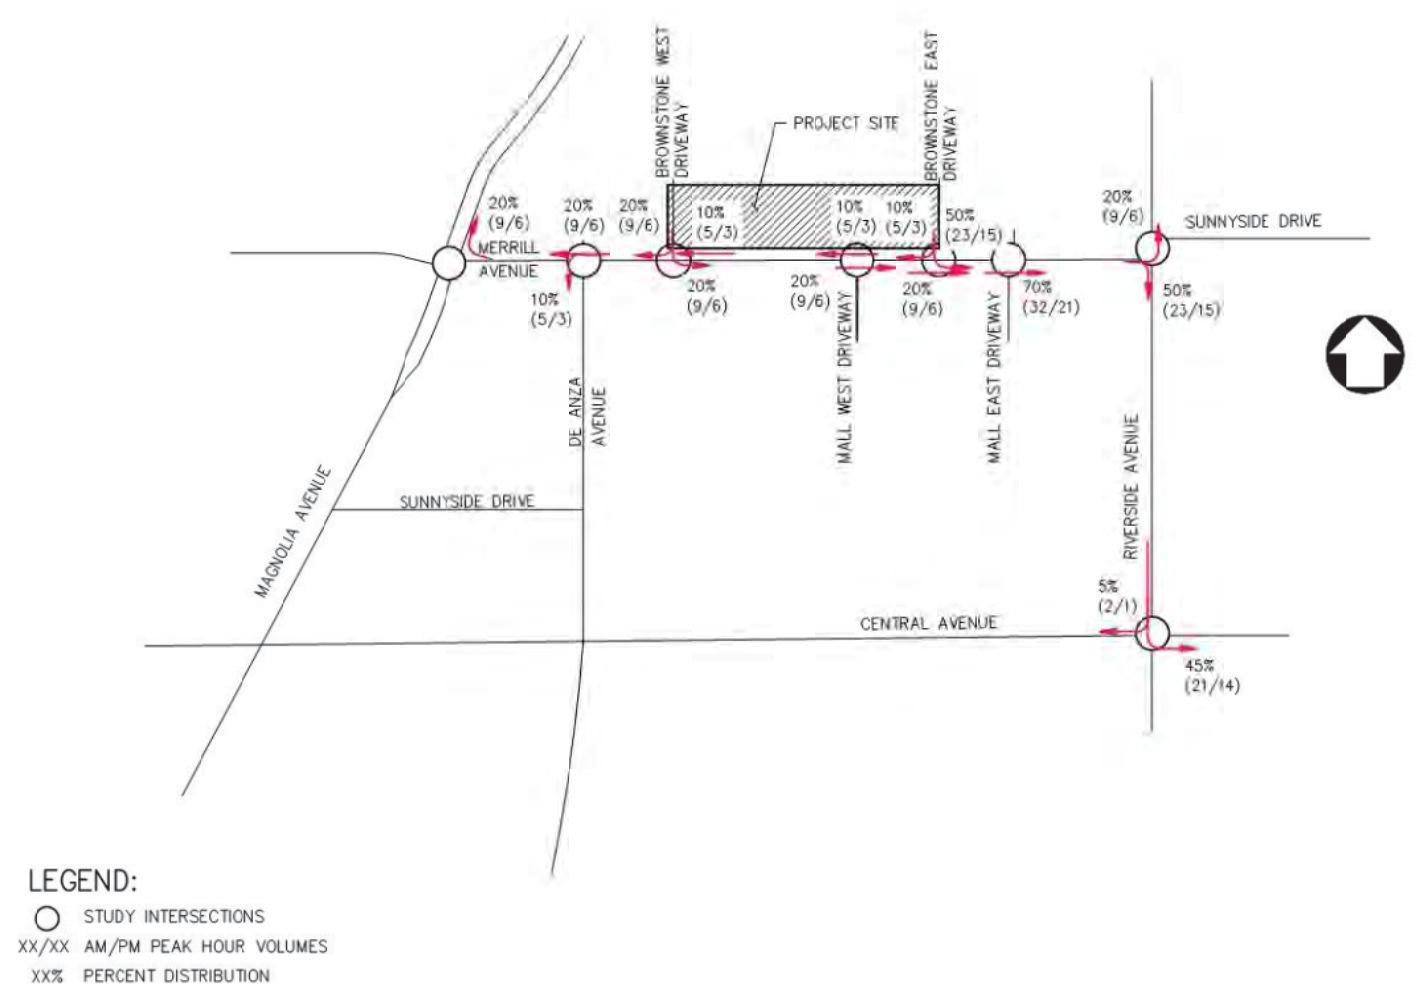 BROWNSTONE WEST
DRIVEWAY
BROWNSTONE EAST
DRIVEWAY
PROJECT SITE
20%
(9/6)
20%
(9/6)
20%
(9/6)
10%
(5/3)
10%
(5/3)
10%
(5/3)
50%
(23/15)
20%
(9/6)
SUNNYSIDE DRIVE
MERRILL
AVENUE
10%
(5/3)
20%
(9/6)
20%
(9/6)
20%
(9/6)
70%
(32/21)
50%
(23/15)
MALL WEST DRIVEWAY
MALL EAST DRIVEWAY
DE ANZA
AVENUE
RIVERSIDE AVENUE
MAGNOLIA AVENUE
SUNNYSIDE DRIVE
5%
(2/1)
CENTRAL AVENUE
45%
(21/14)
LEGEND:
STUDY INTERSECTIONS
XX/XX AM/PM PEAK HOUR VOLUMES
XX% PERCENT DISTRIBUTION